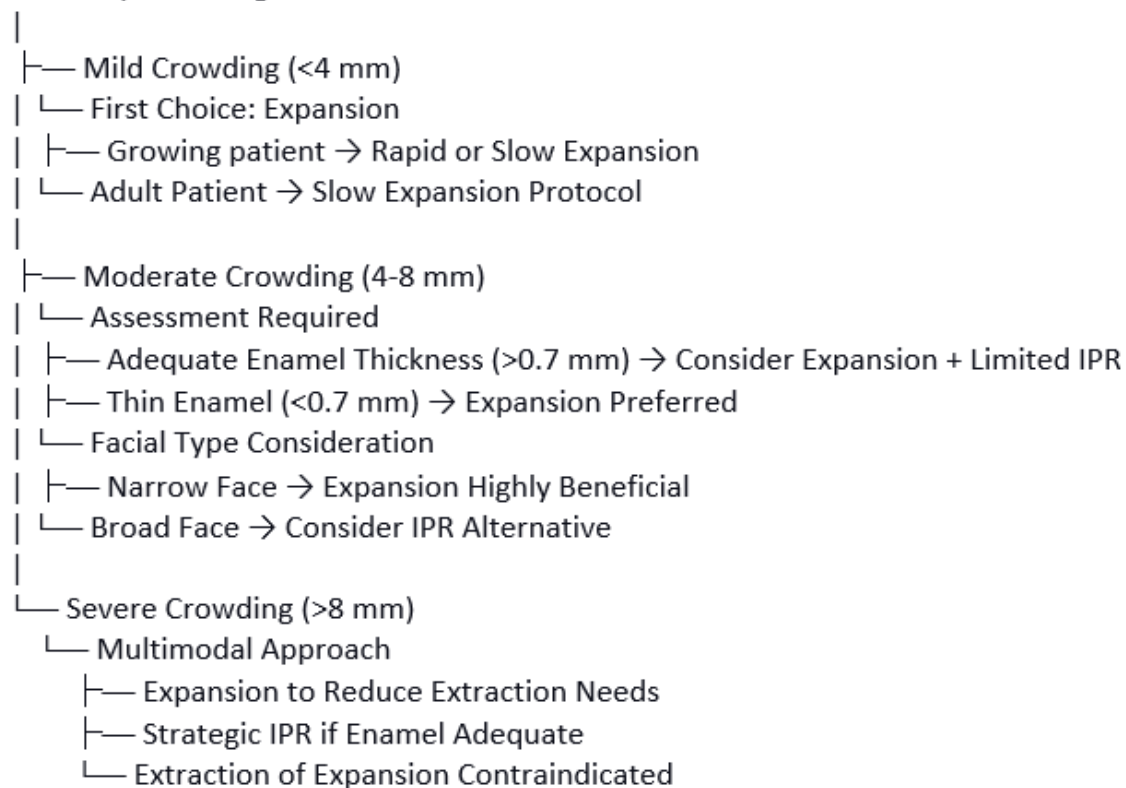 |
├── Mild Crowding (<4 mm)
| └── First Choice: Expansion
| ├── Growing patient → Rapid or Slow Expansion
| └── Adult Patient → Slow Expansion Protocol
|
├── Moderate Crowding (4-8 mm)
| └── Assessment Required
| ├── Adequate Enamel Thickness (>0.7 mm) → Consider Expansion + Limited IPR
| ├── Thin Enamel (<0.7 mm) → Expansion Preferred
| └── Facial Type Consideration
| ├── Narrow Face → Expansion Highly Beneficial
| └── Broad Face → Consider IPR Alternative
|
└── Severe Crowding (>8 mm)
└── Multimodal Approach
├── Expansion to Reduce Extraction Needs
├── Strategic IPR if Enamel Adequate
└── Extraction of Expansion Contraindicated